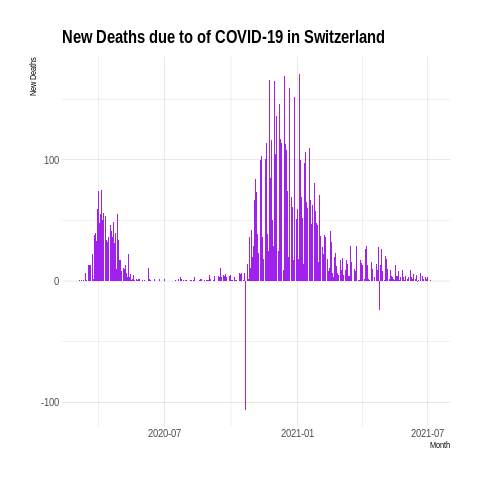 New Deaths due to of COVID-19 in Switzerland
New Deaths
100
0
-100
2020-07
2021-01
2021-07
Month